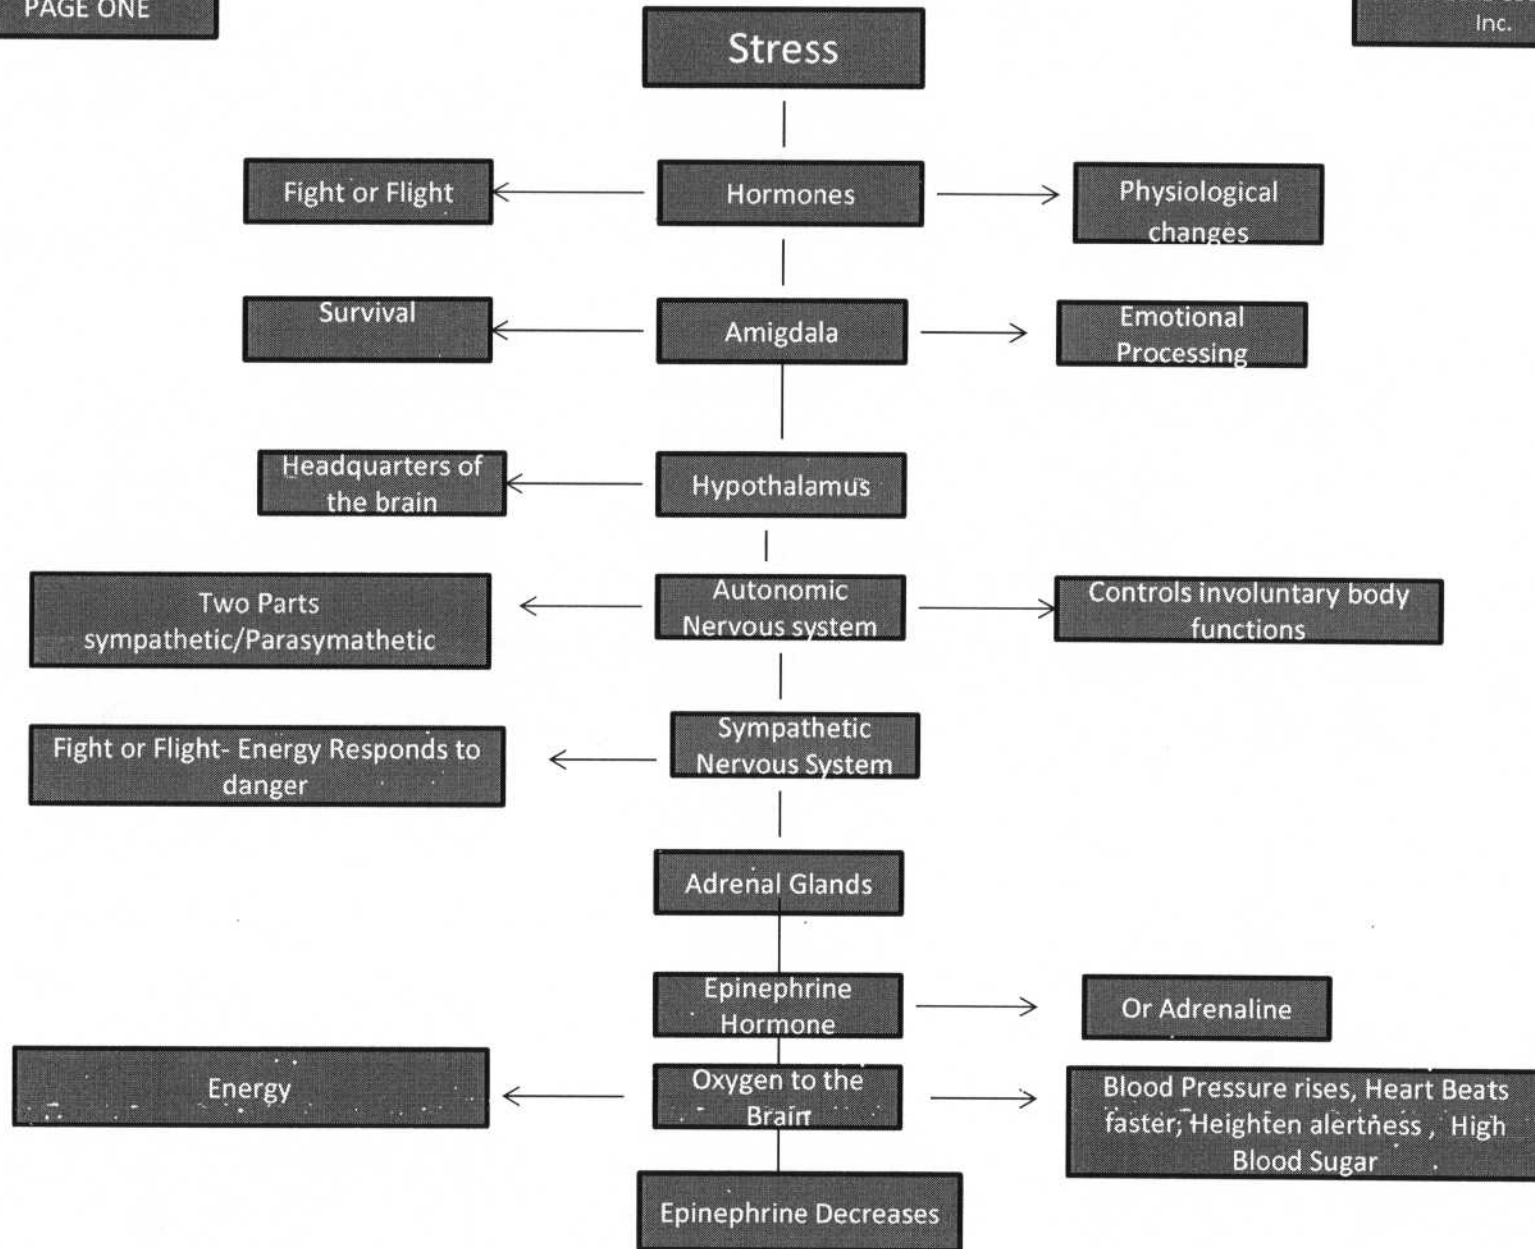 PAGE ONE
Inc.
Stress
Fight or Flight
Hormones
Physiological
changes
Survival
Amigdala
Emotional
Processing
Headquarters of
the brain
Hypothalamus
Two Parts
sympathetic/Parasymathetic
Autonomic
Nervous system
Controls involuntary body
functions
Fight or Flight- Energy Responds to
danger
Sympathetic
Nervous System
Adrenal Glands
Epinephrine
Hormone
Or Adrenaline
Energy
Oxygen to the
Brain
Blood Pressure rises, Heart Beats
faster, Heighten alertness , High
Blood Sugar
Epinephrine Decreases